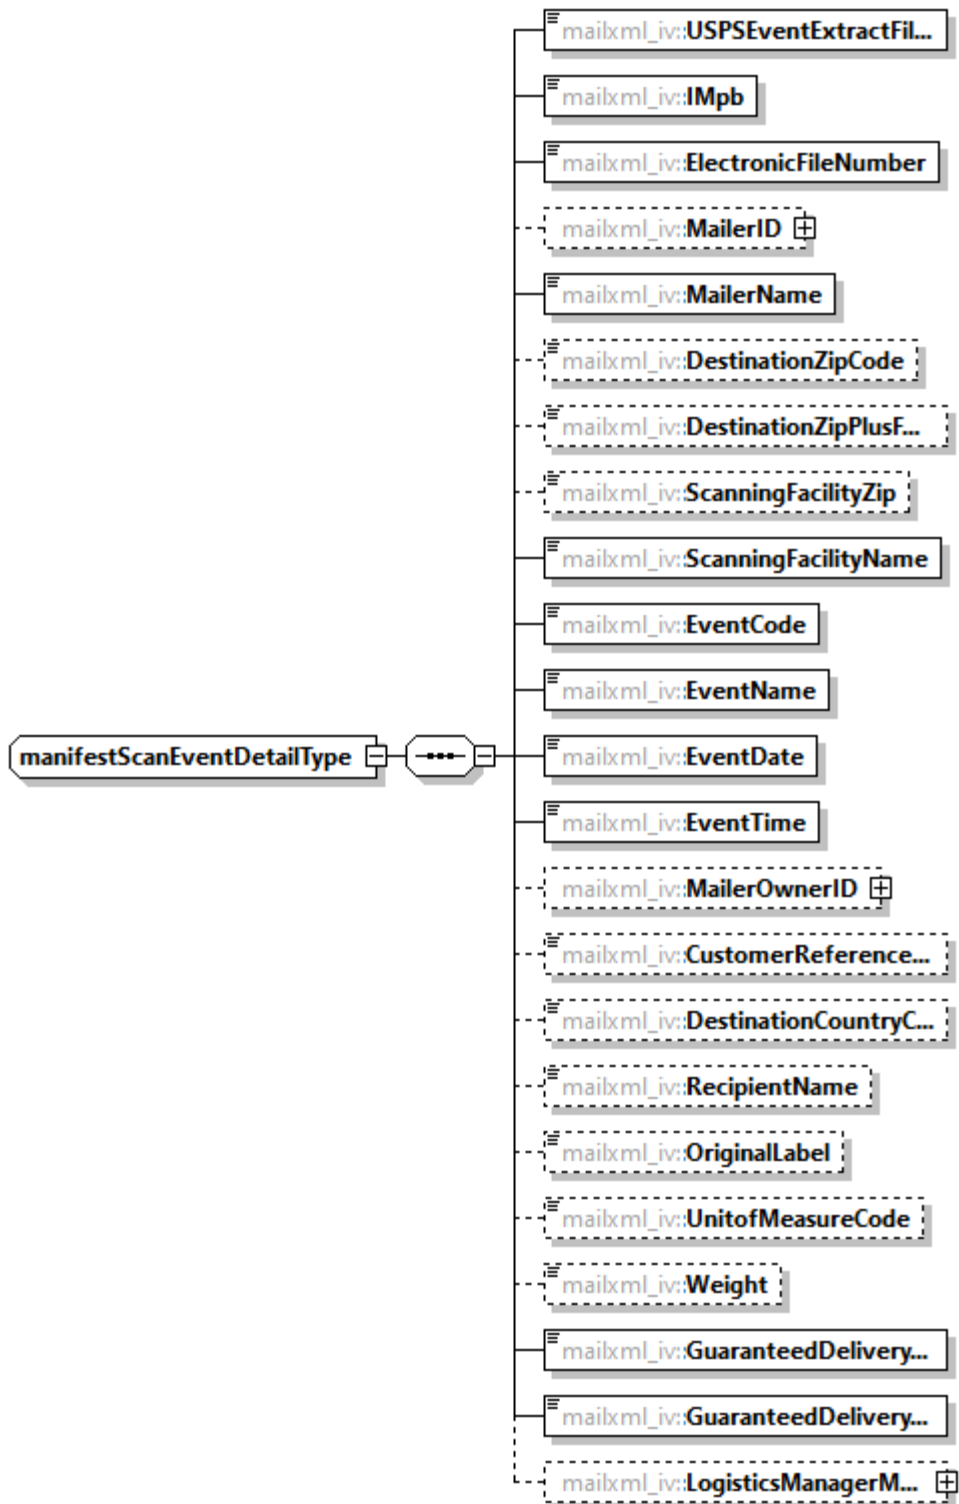 mailxml_iv::USPSEventExtractFil...
mailxml_iv::IMpb
mailxml_iv::ElectronicFileNumber
mailxml_iv::MailerID
mailxml_iv::MailerName
mailxml_iv::DestinationZipCode
mailxml_iv::DestinationZipPlusF...
mailxml_iv::ScanningFacilityZip
mailxml_iv::ScanningFacilityName
mailxml_iv::EventCode
mailxml_iv::EventName
manifestScanEventDetailType
mailxml_iv::EventDate
mailxml_iv::EventTime
mailxml_iv::MailerOwnerID
mailxml_iv::CustomerReference...
mailxml_iv::DestinationCountryC...
mailxml_iv::RecipientName
mailxml_iv::OriginalLabel
mailxml_iv::UnitofMeasureCode
mailxml_iv::Weight
mailxml_iv::GuaranteedDelivery...
mailxml_iv::GuaranteedDelivery...
mailxml_iv::LogisticsManagerM...